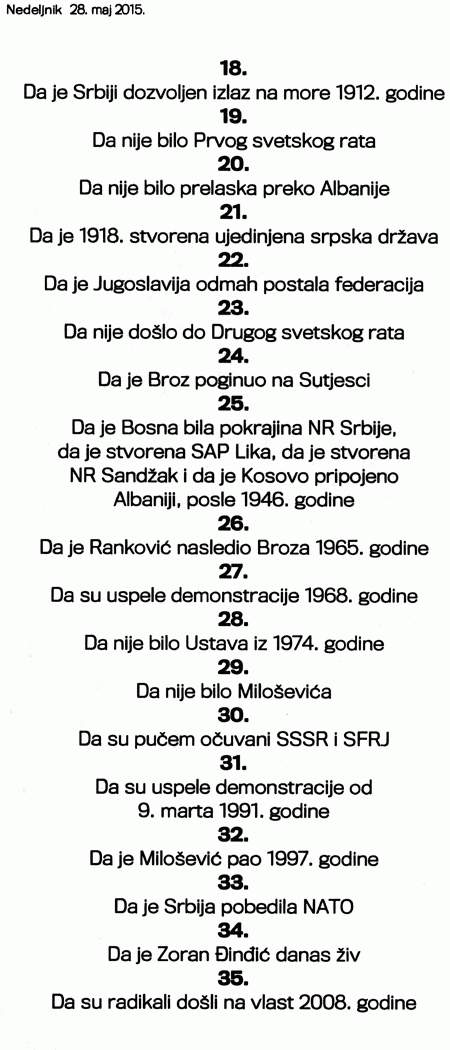 Nedeljnik 28. maj 2015.
18.
Da je Srbiji dozvoljen izlaz na more 1912. godine
19.
Da nije bilo Prvog svetskog rata
20.
Da nije bilo prelaska preko Albanije
21.
Da je 1918. stvorena ujedinjena srpska država
22.
Da je Jugoslavija odmah postala federacija
23.
Da nije došlo do Drugog svetskog rata
24.
Da je Broz poginuo na Sutjesci
25.
Da je Bosna bila pokrajina NR Srbije,
da je stvorena SAP Lika, da je stvorena
NR Sandžak i da je Kosovo pripojeno
Albaniji, posle 1946. godine
26.
Da je Ranković nasledio Broza 1965. godine
27.
Da su uspele demonstracije 1968. godine
28.
Da nije bilo Ustava iz 1974. godine
29.
Da nije bilo Miloševića
30.
Da su pučem očuvani SSSR i SFRJ
31.
Da su uspele demonstracije od
9. marta 1991. godine
32.
Da je Milošević pao 1997. godine
33.
Da je Srbija pobedila NATO
34.
Da je Zoran Đinđić danas živ
35.
Da su radikali došli na vlast 2008. godine